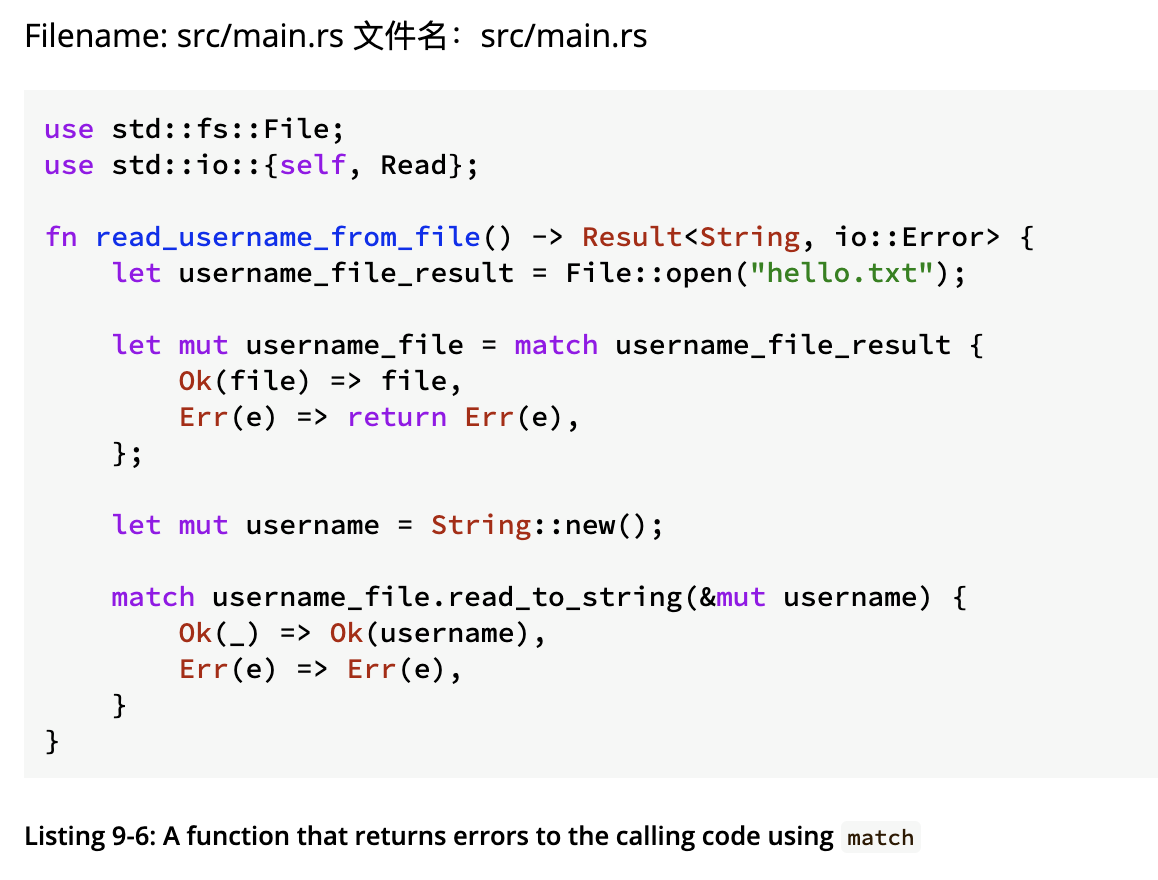 Filename: src/main.rs 文件名：src/main.rs
use std::fs::File;
use std::io::{self, Read};
fn read_username_from_file() -> Result<String, io::Error> {
    let username_file_result = File::open("hello.txt");
    let mut username_file = match username_file_result {
        Ok(file) => file,
        Err(e) => return Err(e),
    };
    let mut username = String::new();
    match username_file.read_to_string(&mut username) {
        Ok(_) => Ok(username),
        Err(e) => Err(e),
    }
}
Listing 9-6: A function that returns errors to the calling code using match